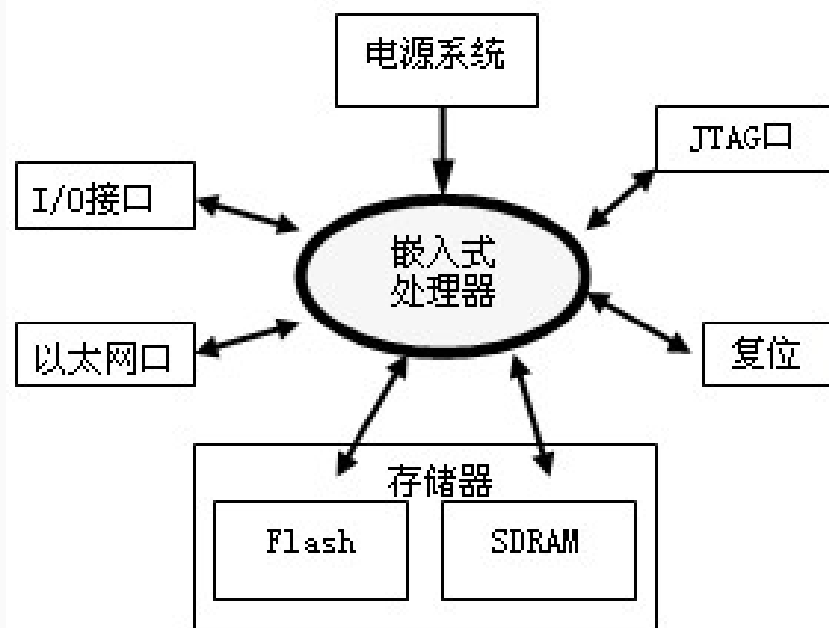 电源系统
JTAG口
I/O接口
嵌入式
处理器
以太网口
复位
存储器
Flash
SDRAM